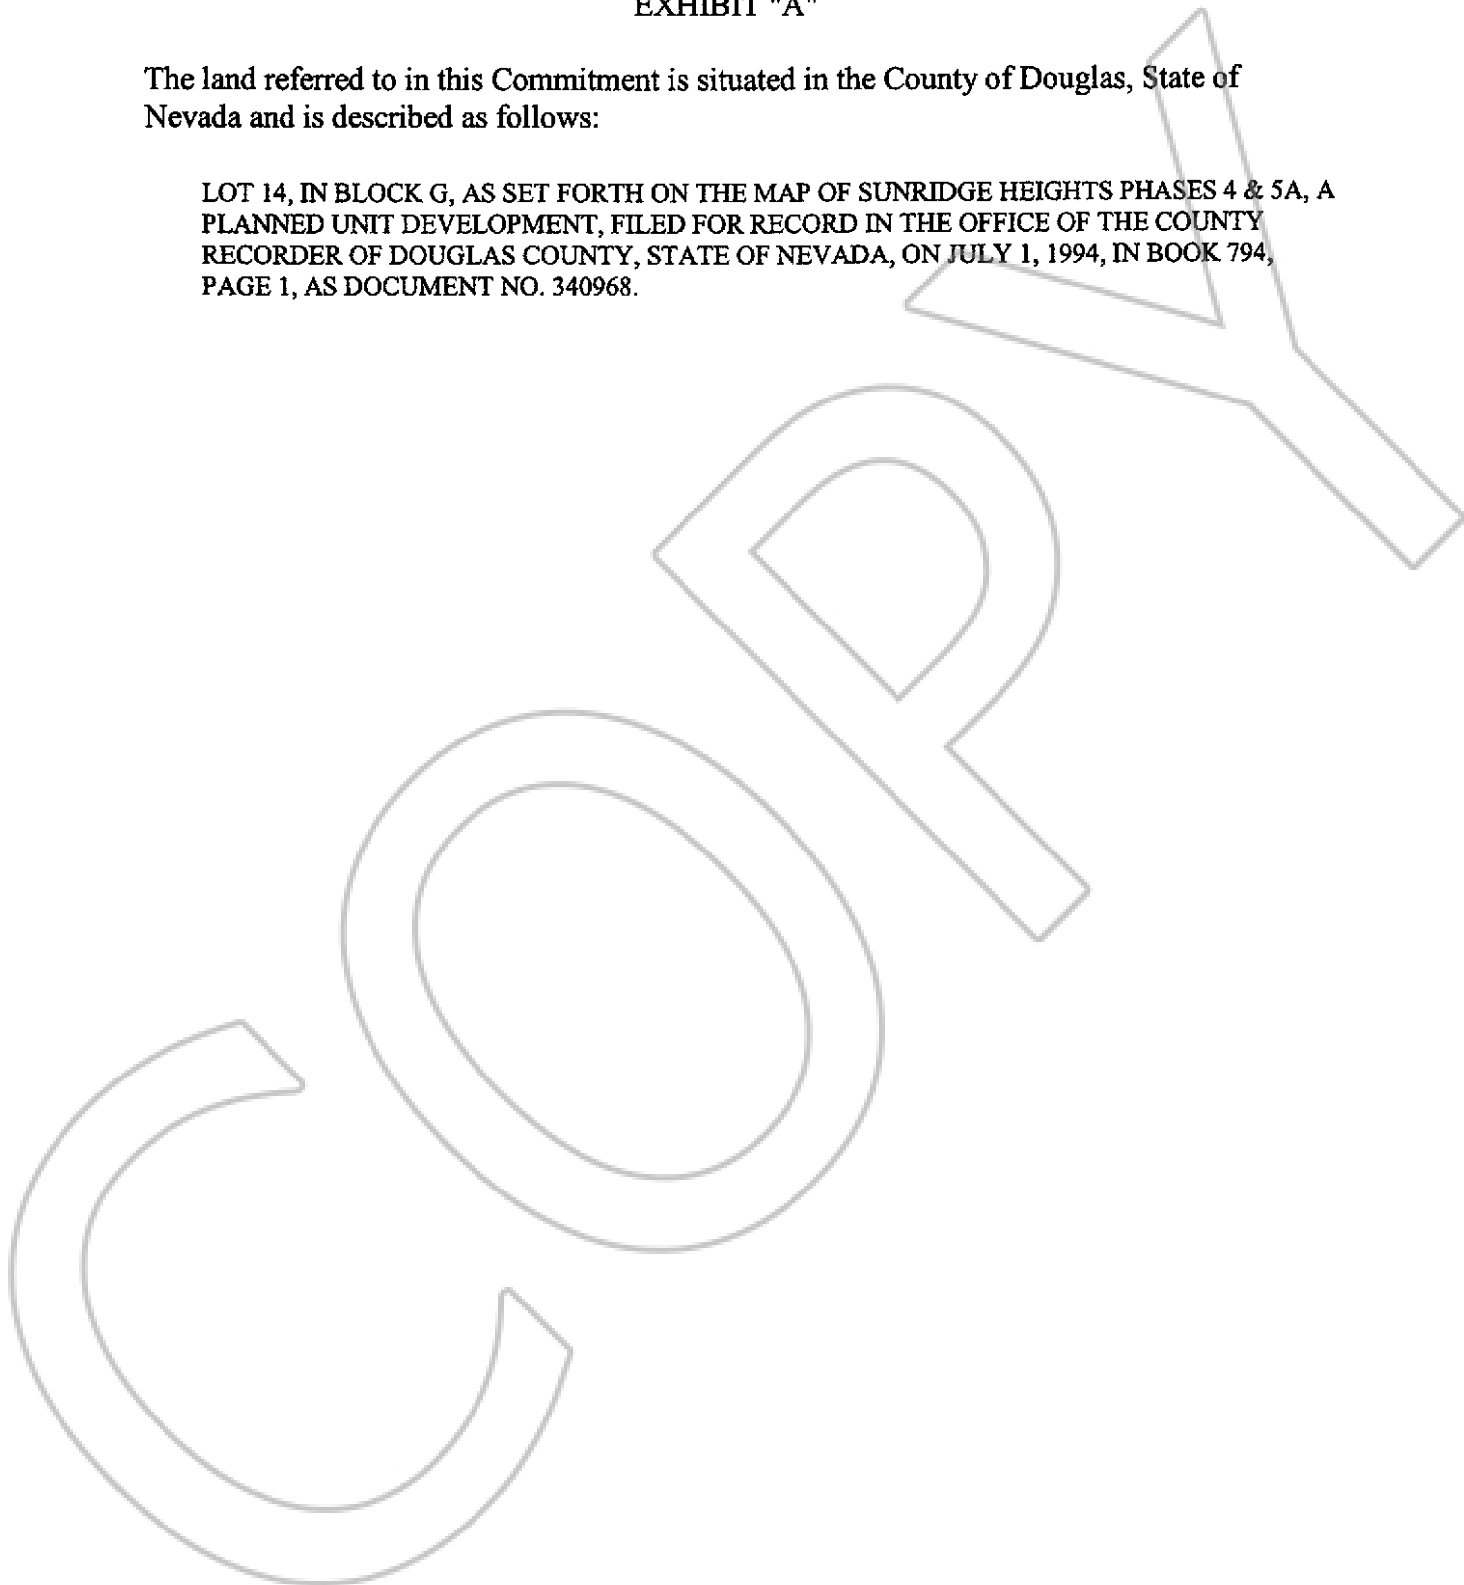 EXHIBIT "A"
The land referred to in this Commitment is situated in the County of Douglas, State of
Nevada and is described as follows:
LOT 14, IN BLOCK G, AS SET FORTH ON THE MAP OF SUNRIDGE HEIGHTS PHASES 4 & 5A, A
PLANNED UNIT DEVELOPMENT, FILED FOR RECORD IN THE OFFICE OF THE COUNTY
RECORDER OF DOUGLAS COUNTY, STATE OF NEVADA, ON JULY 1, 1994, IN BOOK 794,
PAGE 1, AS DOCUMENT NO. 340968.
COPY